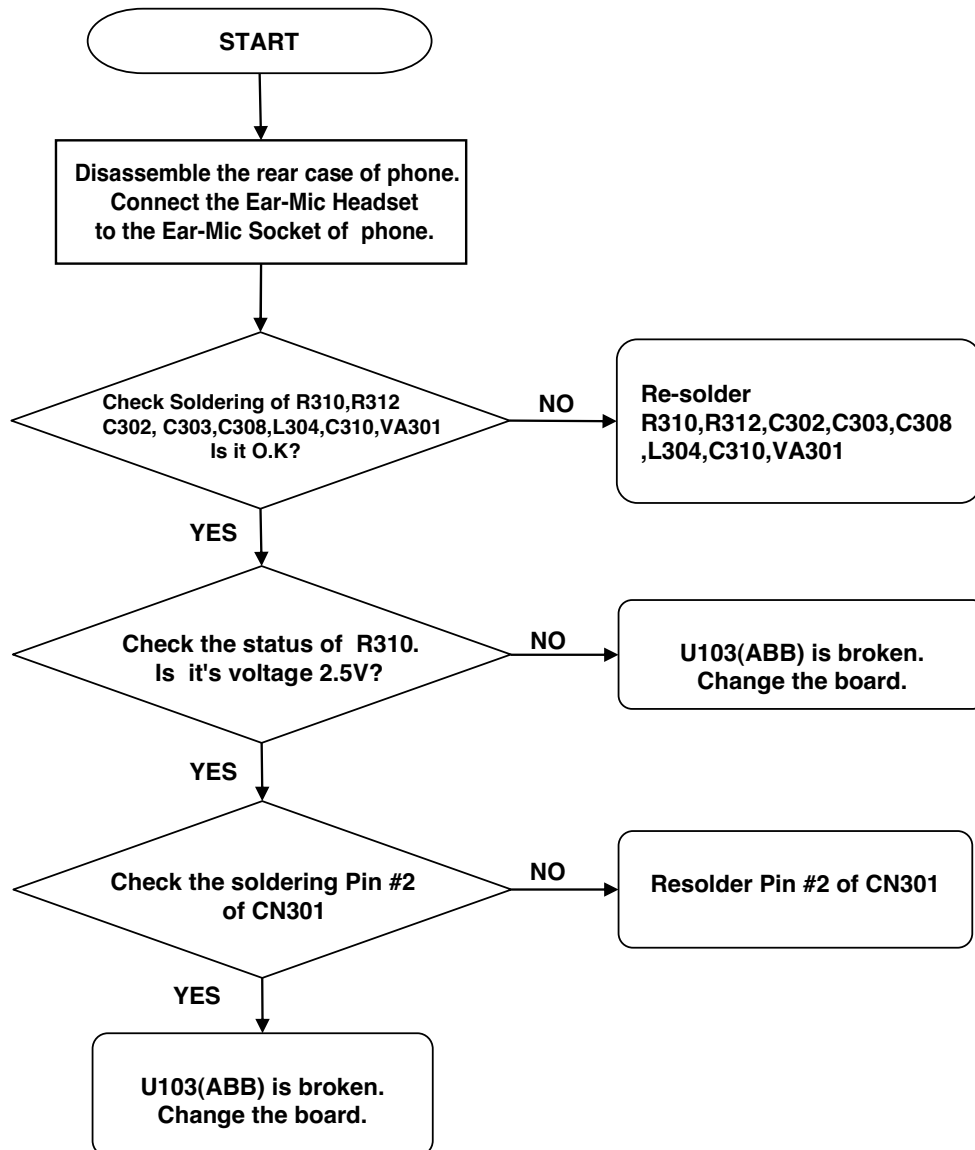 START
Disassemble the rear case of phone.
Connect the Ear-Mic Headset
to the Ear-Mic Socket of phone.
Check Soldering of R310,R312
C302, C303,C308,L304,C310,VA301
Is it O.K?
NO
Re-solder
R310,R312,C302,C303,C308
,L304,C310,VA301
YES
Check the status of R310.
Is it's voltage 2.5V?
NO
U103(ABB) is broken.
Change the board.
YES
Check the soldering Pin #2
of CN301
NO
Resolder Pin #2 of CN301
YES
U103(ABB) is broken.
Change the board.